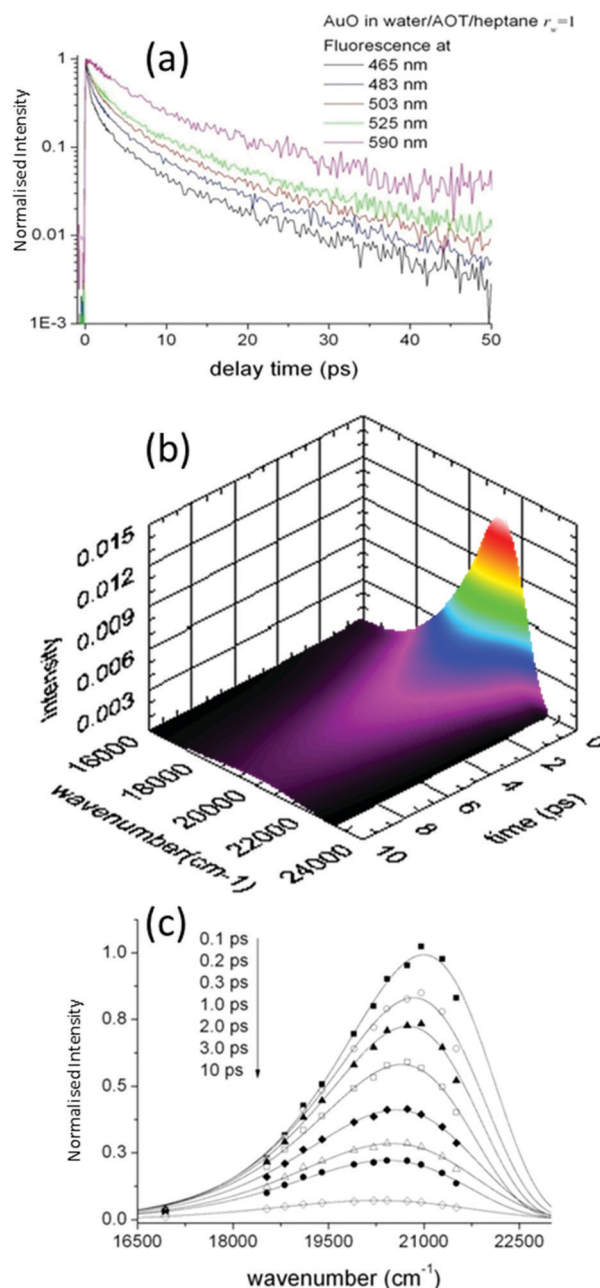 AuO in water/AOT/heptane r_w=1
(a)
Fluorescence at
465 nm
483 nm
503 nm
525 nm
590 nm
Normalised Intensity
1
0.1
0.01
1E-3
0 10 20 30 40 50
delay time (ps)
(b)
0.015
0.012
0.009
0.006
0.003
intensity
16000
18000
20000
22000
24000
wavenumber(cm-1)
10 8 6 4 2 0
time (ps)
(c)
0.1 ps
0.2 ps
0.3 ps
1.0 ps
2.0 ps
3.0 ps
10 ps
Normalised Intensity
1.0
0.8
0.5
0.3
0.0
16500 18000 19500 21000 22500
wavenumber (cm⁻¹)